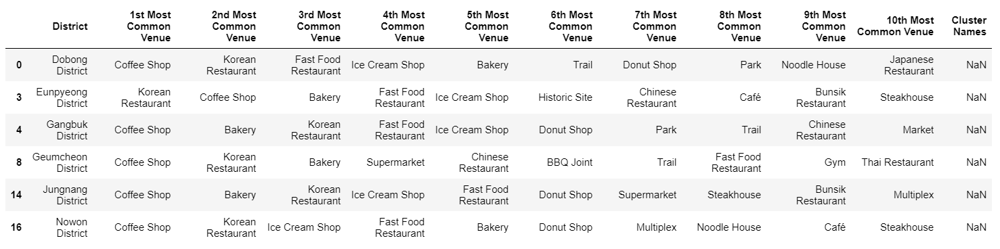 District 1st Most Common Venue 2nd Most Common Venue 3rd Most Common Venue 4th Most Common Venue 5th Most Common Venue 6th Most Common Venue 7th Most Common Venue 8th Most Common Venue 9th Most Common Venue 10th Most Common Venue Cluster Names
0 Dobong District Coffee Shop Korean Restaurant Fast Food Restaurant Ice Cream Shop Bakery Trail Donut Shop Park Noodle House Japanese Restaurant NaN
3 Eunpyeong District Korean Restaurant Coffee Shop Bakery Fast Food Restaurant Ice Cream Shop Historic Site Chinese Restaurant Café Bunsik Restaurant Steakhouse NaN
4 Gangbuk District Coffee Shop Bakery Korean Restaurant Fast Food Restaurant Ice Cream Shop Donut Shop Park Trail Chinese Restaurant Market NaN
8 Geumcheon District Coffee Shop Korean Restaurant Bakery Supermarket Chinese Restaurant BBQ Joint Trail Fast Food Restaurant Gym Thai Restaurant NaN
14 Jungnang District Coffee Shop Bakery Korean Restaurant Ice Cream Shop Fast Food Restaurant Donut Shop Supermarket Steakhouse Bunsik Restaurant Multiplex NaN
16 Nowon District Coffee Shop Korean Restaurant Ice Cream Shop Fast Food Restaurant Bakery Donut Shop Multiplex Noodle House Café Steakhouse NaN